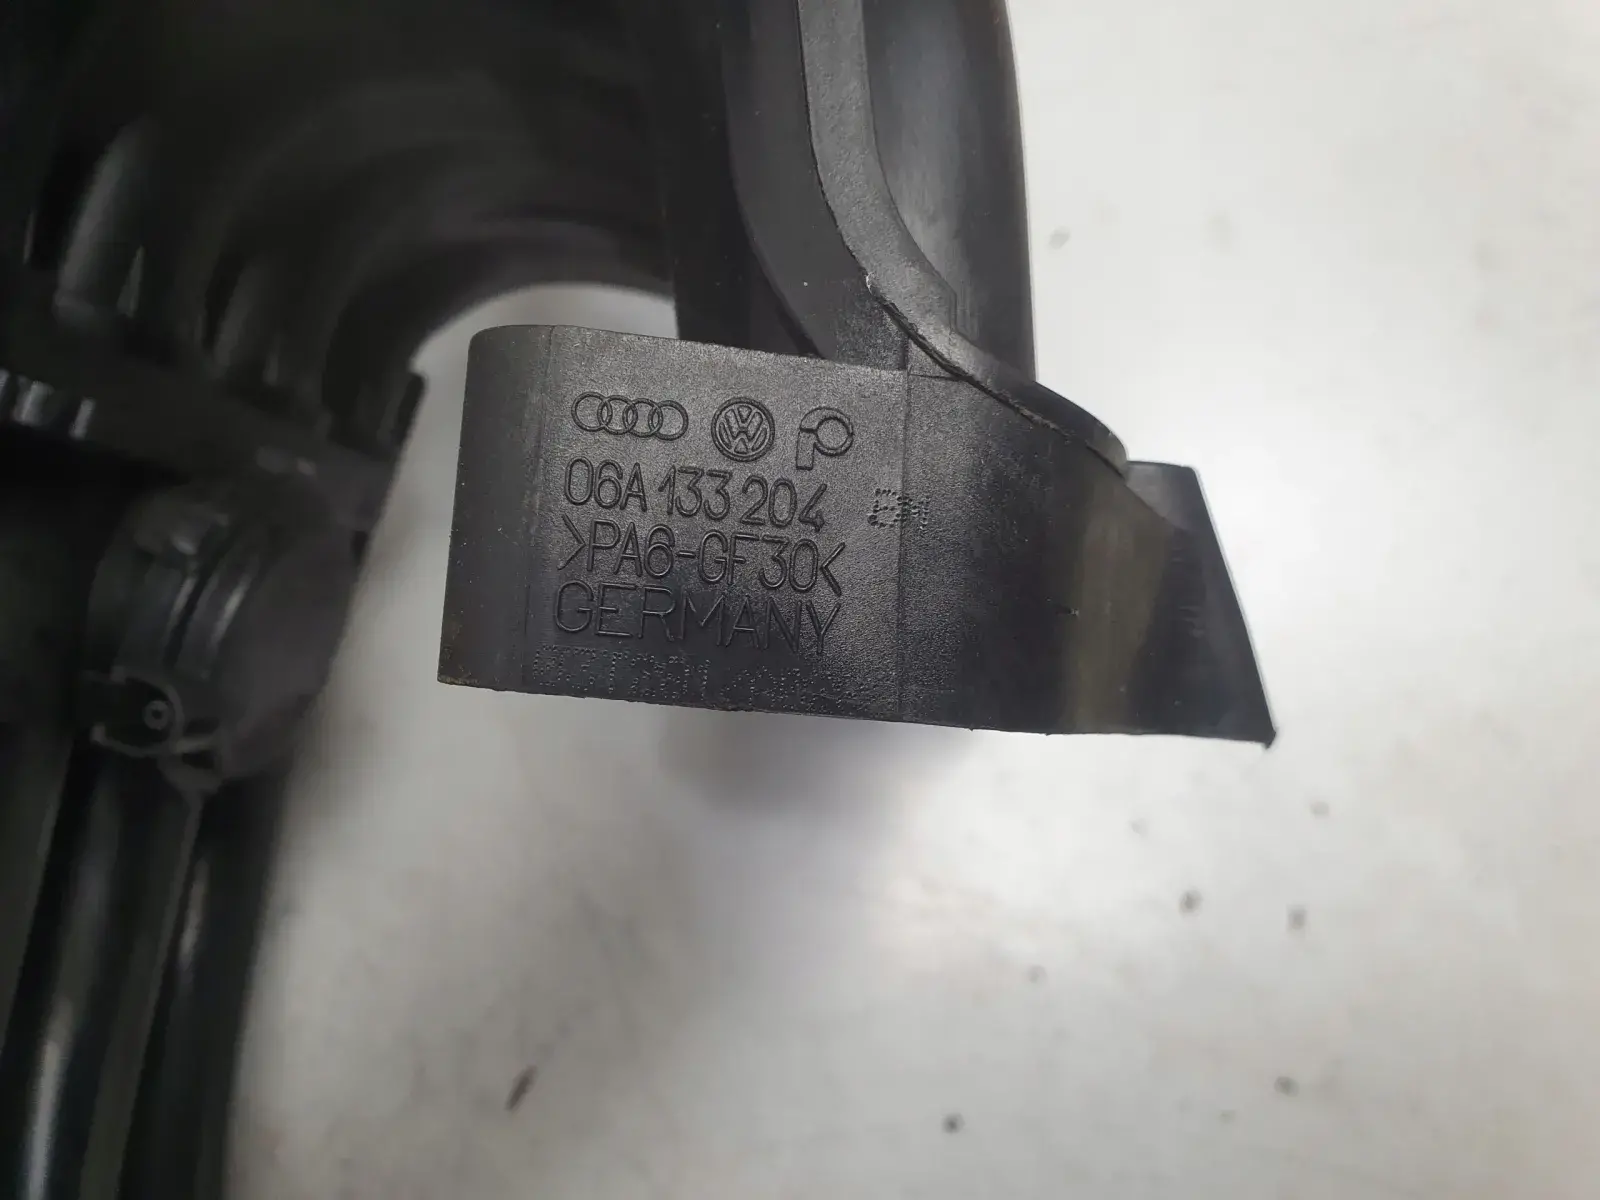 06A 133 204
>PA6-GF30<
GERMANY